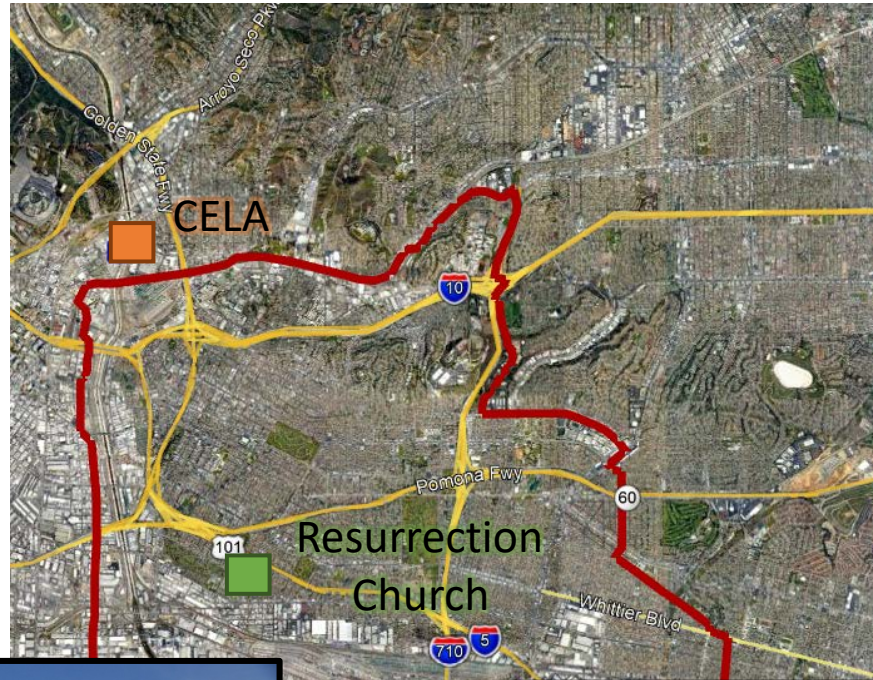 Arroyo Seco Pkwy
Golden State Fwy
CELA
10
Pomona Fwy
60
101
Resurrection
Church
Whittier Blvd
710
5